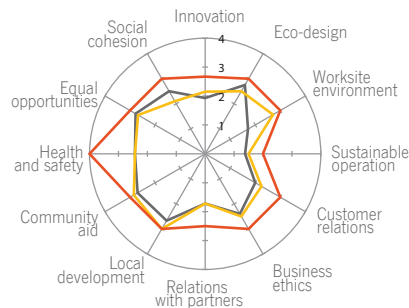 Innovation
Social
cohesion
Eco-design
Equal
opportunities
Worksite
environment
Health
and safety
Sustainable
operation
Community
aid
Customer
relations
Local
development
Business
ethics
Relations
with partners
4
3
2
1